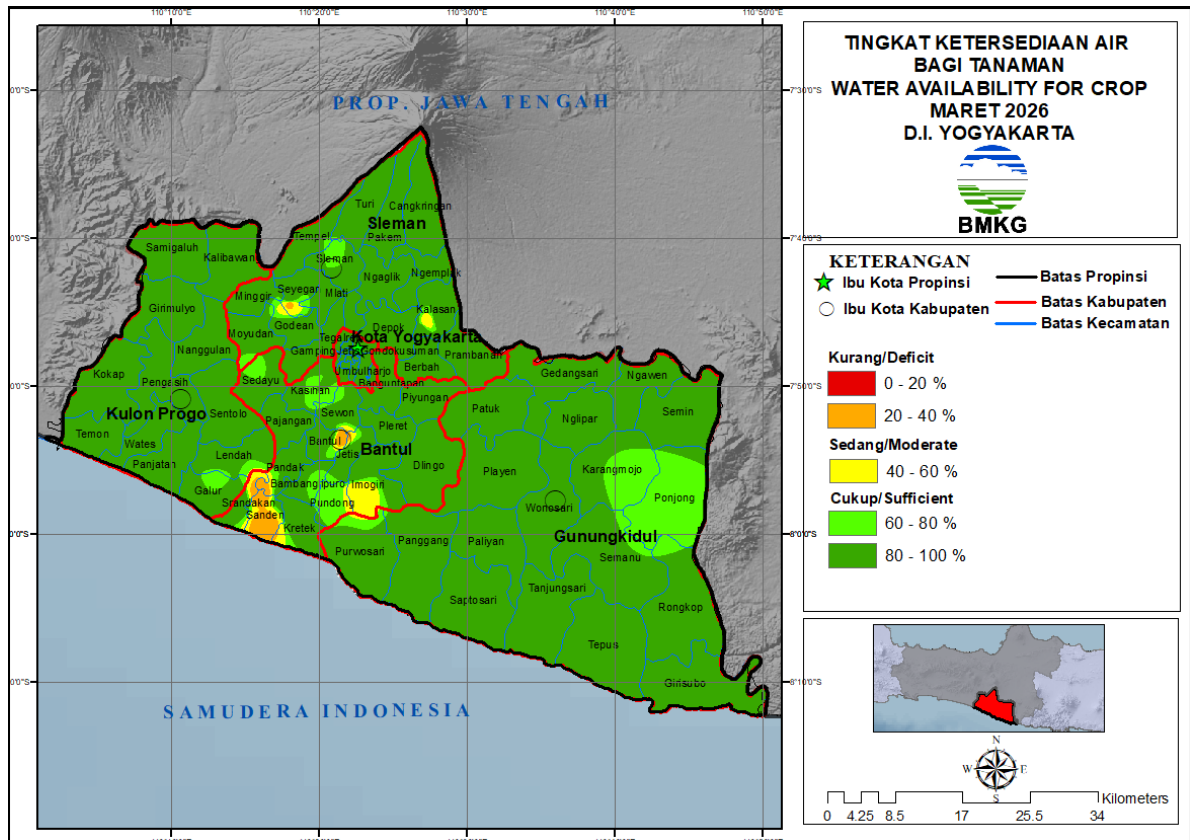 110°10'0"E
110°20'0"E
110°30'0"E
110°40'0"E
110°50'0"E
7°30'0"S
7°40'0"S
7°50'0"S
8°0'0"S
8°10'0"S
PROP. JAWA TENGAH
Turi
Cangkringan
Sleman
Tempel
Pakem
Samigaluh
Kalibawang
Sleman
Ngaglik
Ngemplak
Minggir
Seyegan
Mlati
Girimulyo
Kalasan
Godean
Depok
Moyudan
Kota Yogyakarta
Nanggulan
Gamping
Gondokusuman
Prambanan
Berbah
Gedangsari
Ngawen
Kokap
Pengasih
Sedayu
Umbulharjo
Banguntapan
Kasihan
Piyungan
Kulon Progo
Sentolo
Sewon
Patuk
Nglipar
Semin
Pajangan
Pleret
Temon
Wates
Bantul
Bantul
Jetis
Lendah
Panjatan
Pandak
Dlingo
Playen
Karangmojo
Galur
Bambanglipuro
Imogiri
Ponjong
Srandakan
Pundong
Wonosari
Sanden
Kretek
Panggang
Paliyan
Gunungkidul
Purwosari
Semanu
Tanjungsari
Saptosari
Rongkop
Tepus
Girisubo
SAMUDERA INDONESIA
TINGKAT KETERSEDIAAN AIR
BAGI TANAMAN
WATER AVAILABILITY FOR CROP
MARET 2026
D.I. YOGYAKARTA
BMKG
KETERANGAN
Ibu Kota Propinsi
Ibu Kota Kabupaten
Batas Propinsi
Batas Kabupaten
Batas Kecamatan
Kurang/Deficit
0 - 20 %
20 - 40 %
Sedang/Moderate
40 - 60 %
Cukup/Sufficient
60 - 80 %
80 - 100 %
N
W
E
S
Kilometers
0 4.25 8.5 17 25.5 34